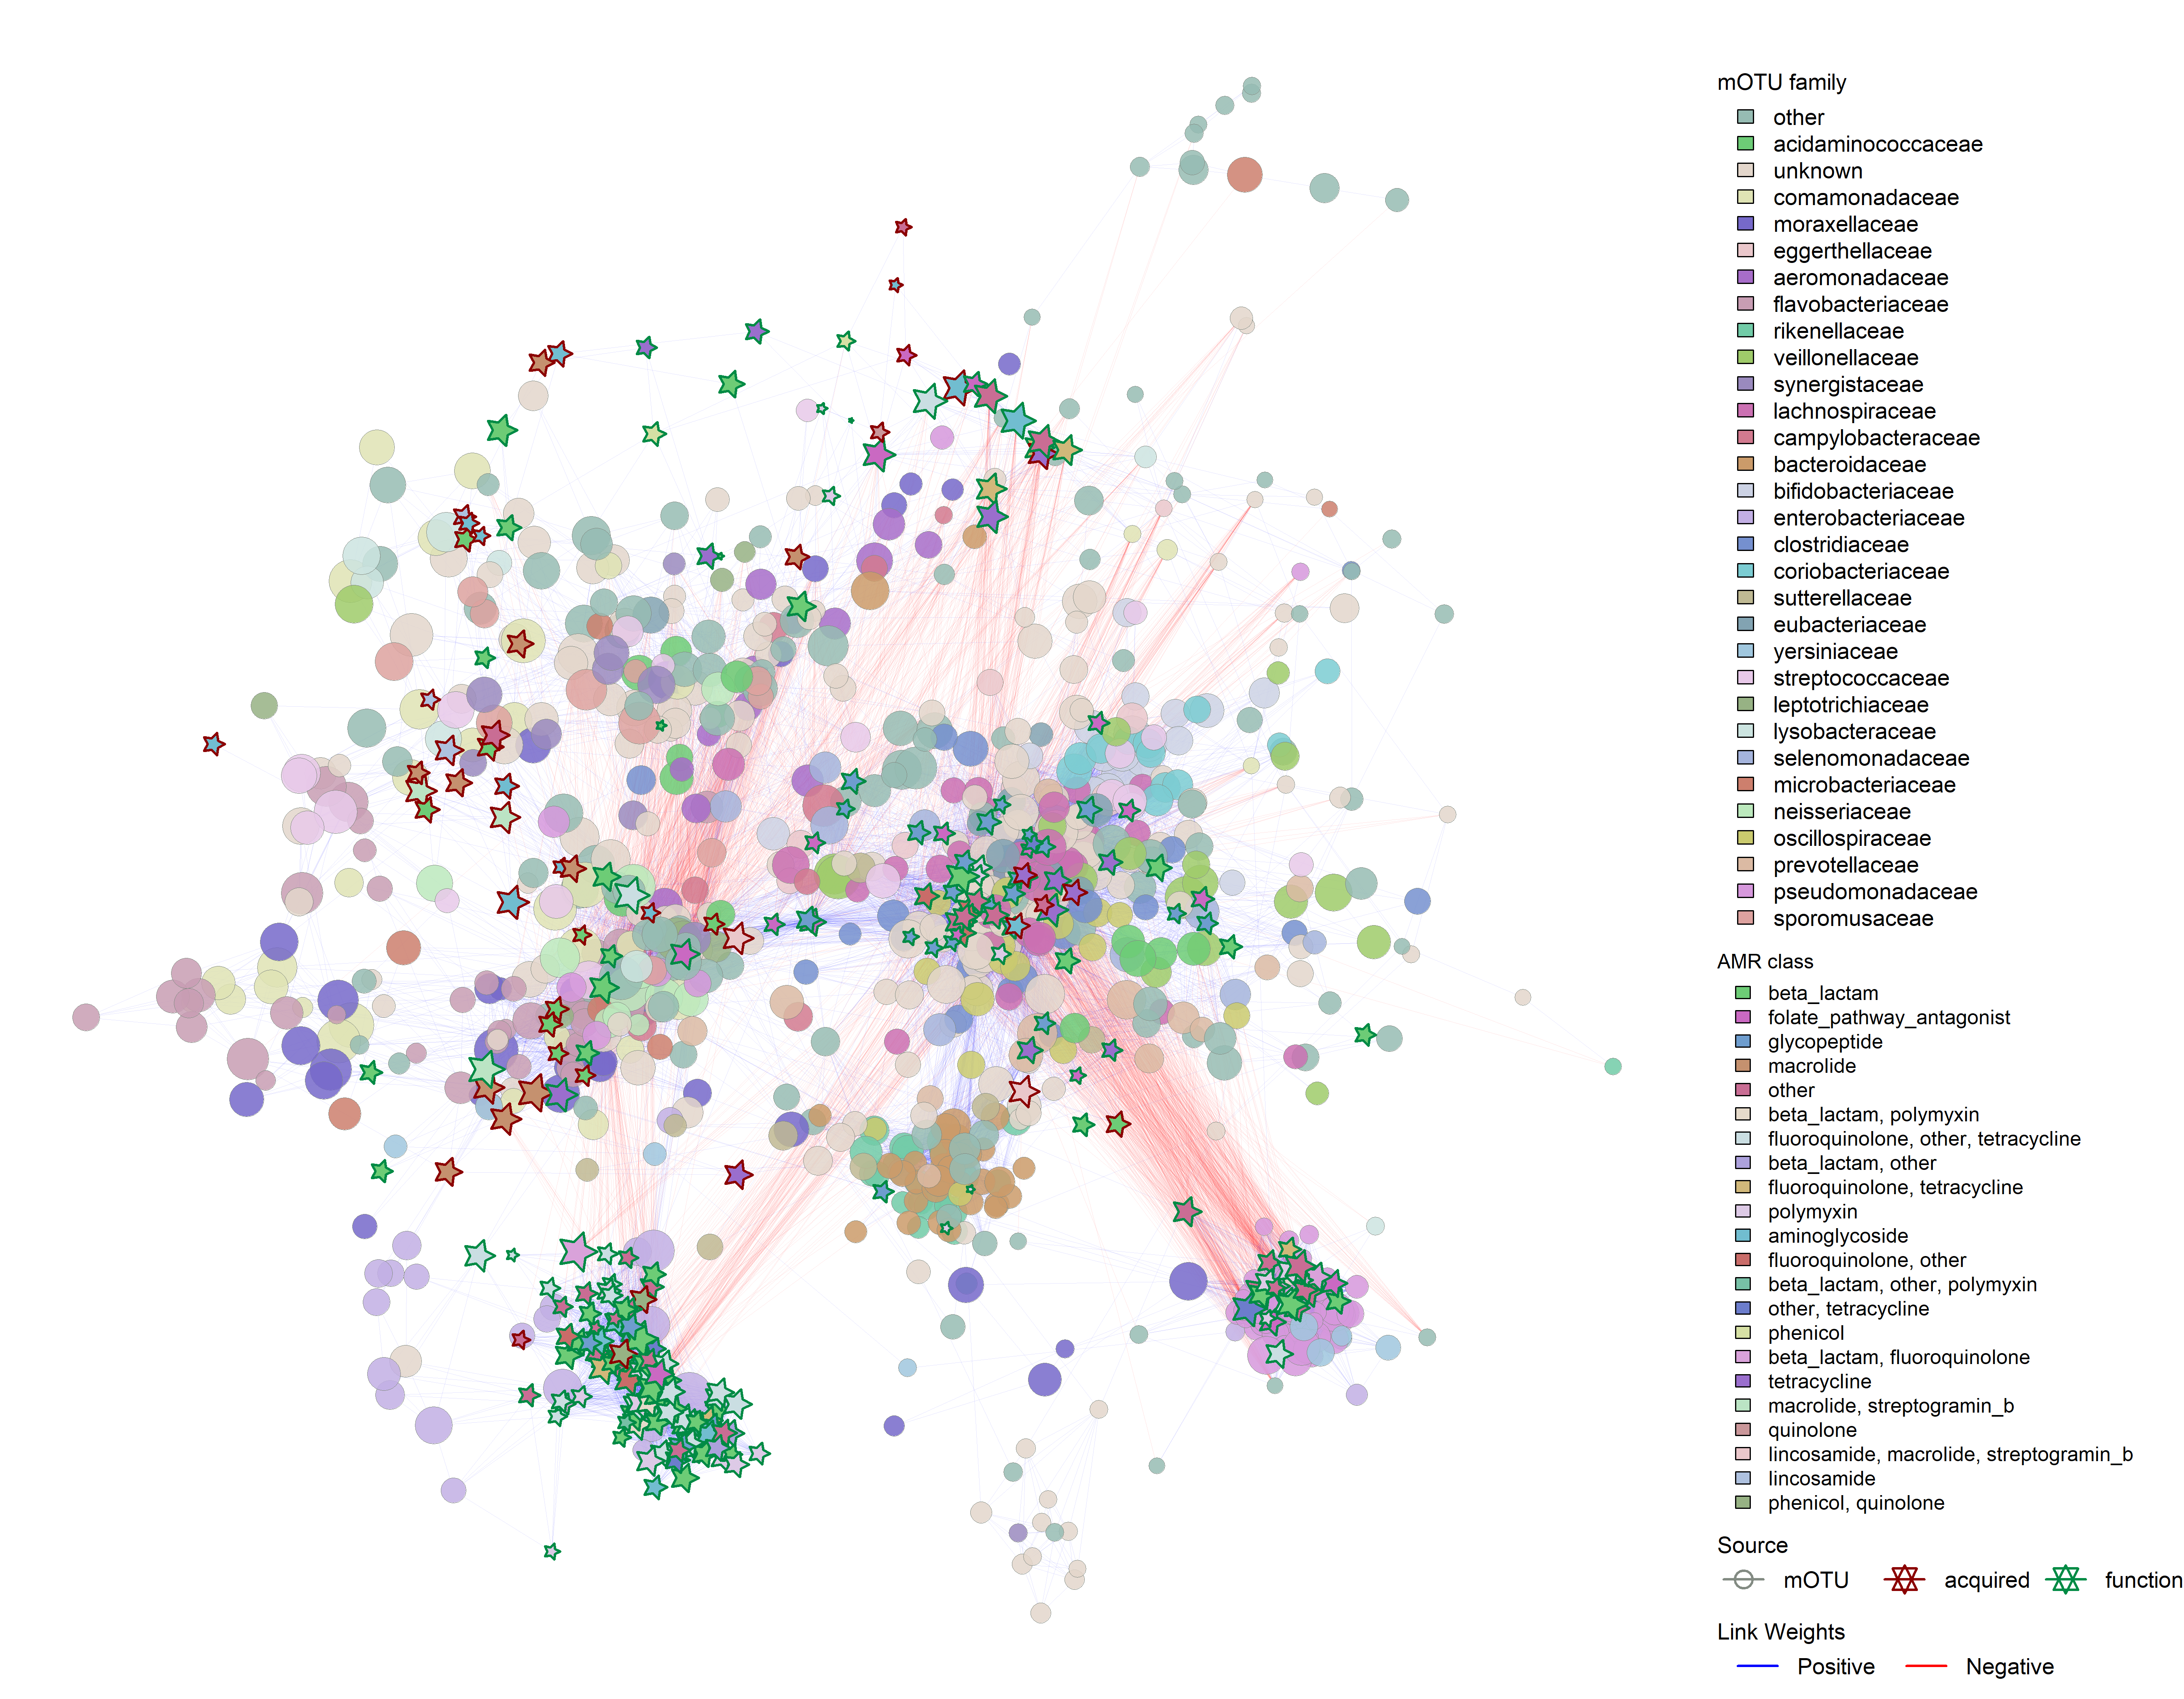 mOTU family
other
acidaminococcaceae
unknown
comamonadaceae
moraxellaceae
eggerthellaceae
aeromonadaceae
flavobacteriaceae
rikenellaceae
veillonellaceae
synergistaceae
lachnospiraceae
campylobacteraceae
bacteroidaceae
bifidobacteriaceae
enterobacteriaceae
clostridiaceae
coriobacteriaceae
sutterellaceae
eubacteriaceae
yersiniaceae
streptococcaceae
leptotrichiaceae
lysobacteraceae
selenomonadaceae
microbacteriaceae
neisseriaceae
oscillospiraceae
prevotellaceae
pseudomonadaceae
sporomusaceae
AMR class
beta_lactam
folate_pathway_antagonist
glycopeptide
macrolide
other
beta_lactam, polymyxin
fluoroquinolone, other, tetracycline
beta_lactam, other
fluoroquinolone, tetracycline
polymyxin
aminoglycoside
fluoroquinolone, other
beta_lactam, other, polymyxin
other, tetracycline
phenicol
beta_lactam, fluoroquinolone
tetracycline
macrolide, streptogramin_b
quinolone
lincosamide, macrolide, streptogramin_b
lincosamide
phenicol, quinolone
Source
mOTU acquired function
Link Weights
Positive Negative